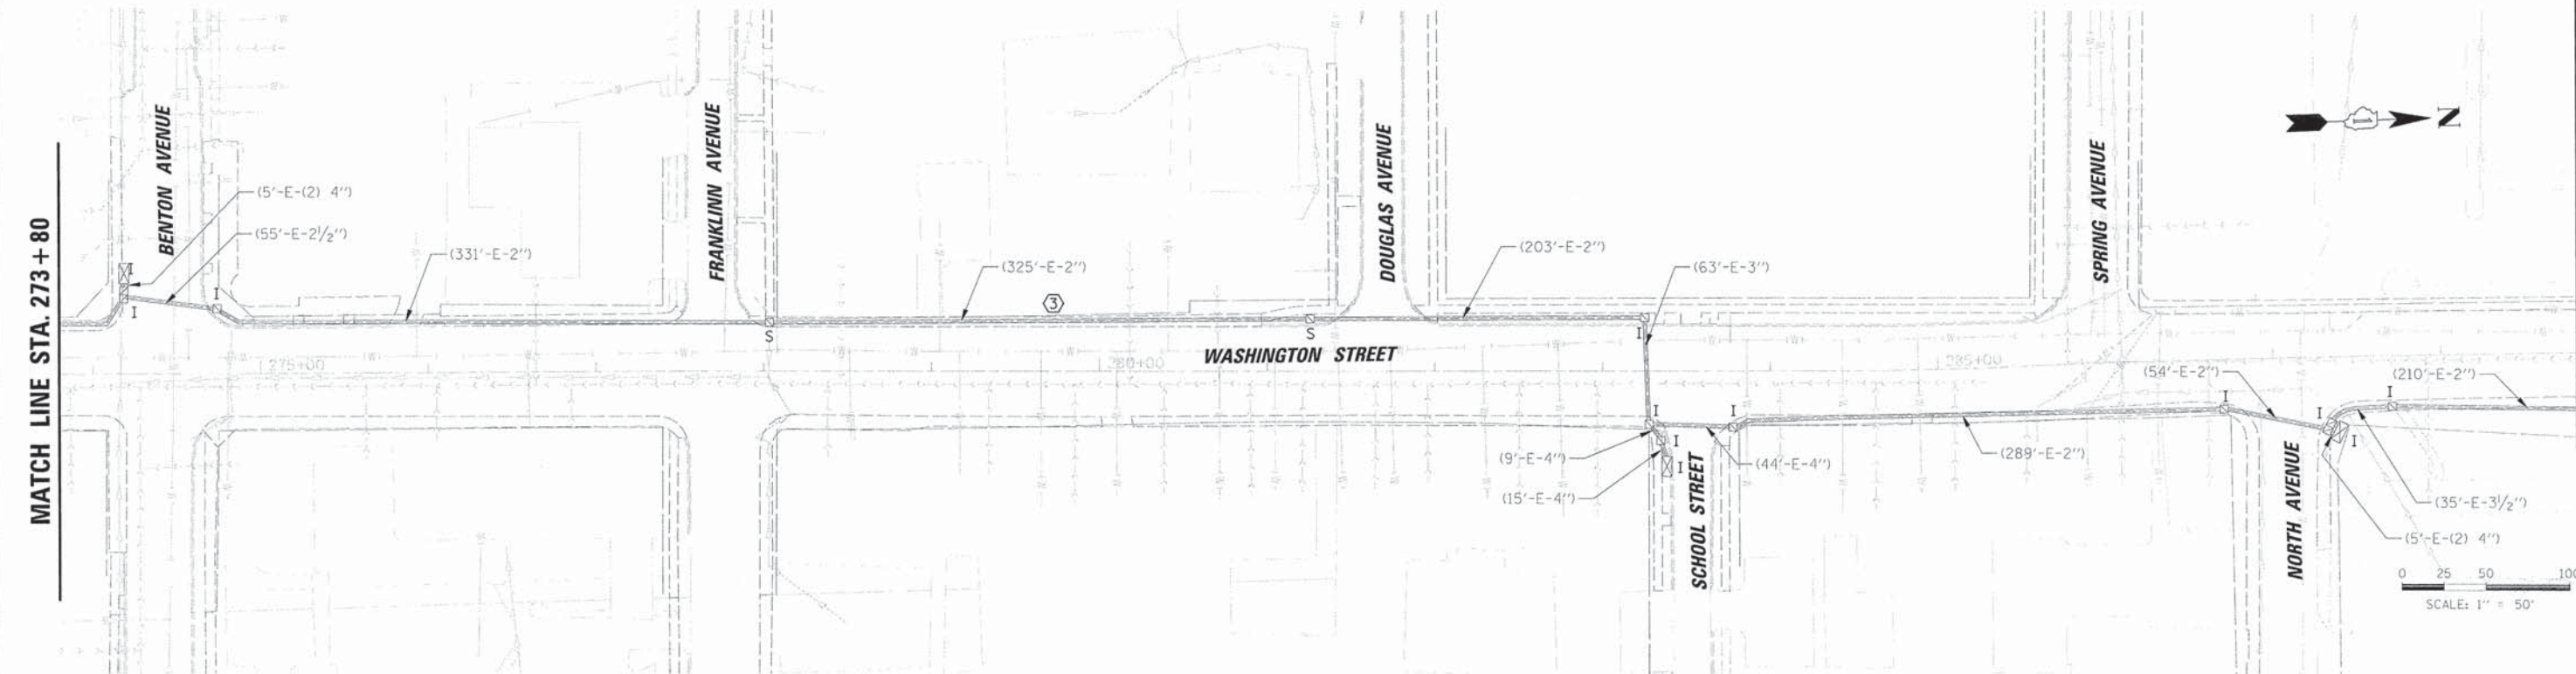 MATCH LINE STA. 273+80
BENTON AVENUE
(5'-E-(2) 4")
(55'-E-2½")
(331'-E-2")
I
I
I
FRANKLINN AVENUE
S
(325'-E-2")
3
S
DOUGLAS AVENUE
(203'-E-2")
(63'-E-3")
I
WASHINGTON STREET
275+00
280+00
285+00
SPRING AVENUE
N
I
I
I
I
(9'-E-4")
(15'-E-4")
(44'-E-4")
SCHOOL STREET
(289'-E-2")
(54'-E-2")
(210'-E-2")
I
I
I
I
NORTH AVENUE
(35'-E-3½")
(5'-E-(2) 4")
0 25 50 100
SCALE: 1" = 50'